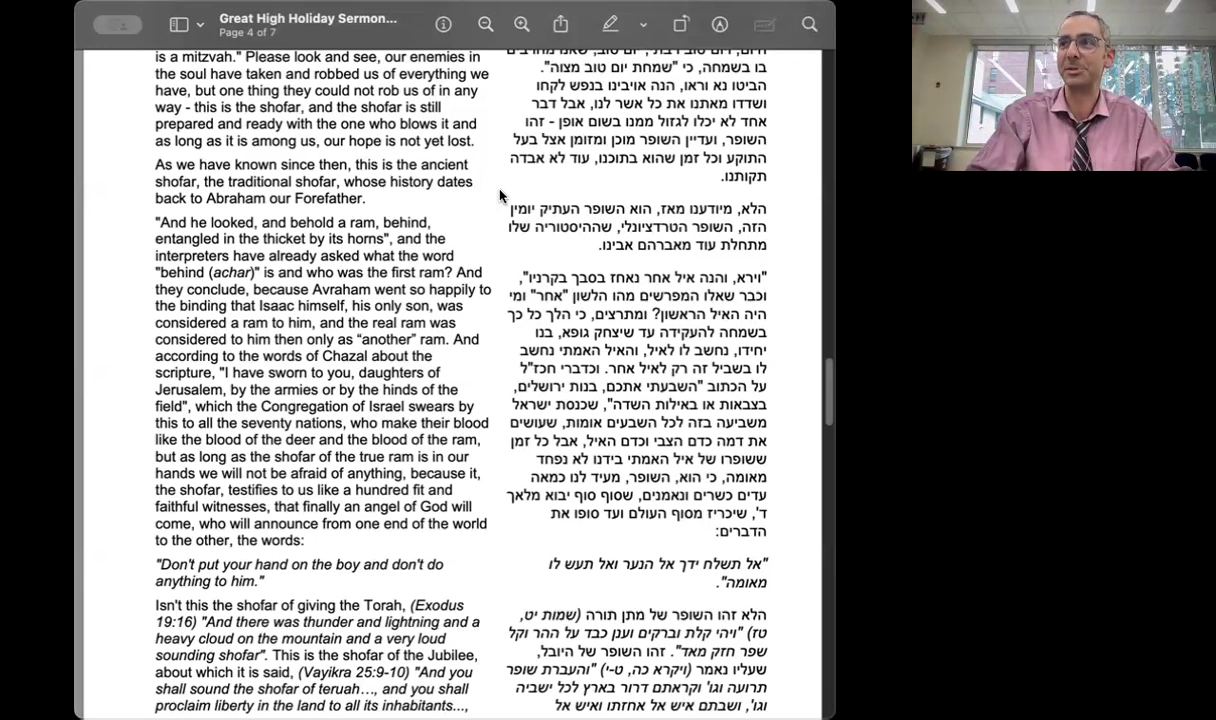 Great High Holiday Sermon...
Page 4 of 7
is a mitzvah." Please look and see, our enemies in
the soul have taken and robbed us of everything we
have, but one thing they could not rob us of in any
way - this is the shofar, and the shofar is still
prepared and ready with the one who blows it and
as long as it is among us, our hope is not yet lost.
As we have known since then, this is the ancient
shofar, the traditional shofar, whose history dates
back to Abraham our Forefather.
"And he looked, and behold a ram, behind,
entangled in the thicket by its horns", and the
interpreters have already asked what the word
"behind (achar)" is and who was the first ram? And
they conclude, because Avraham went so happily to
the binding that Isaac himself, his only son, was
considered a ram to him, and the real ram was
considered to him then only as “another” ram. And
according to the words of Chazal about the
scripture, "I have sworn to you, daughters of
Jerusalem, by the armies or by the hinds of the
field", which the Congregation of Israel swears by
this to all the seventy nations, who make their blood
like the blood of the deer and the blood of the ram,
but as long as the shofar of the true ram is in our
hands we will not be afraid of anything, because it,
the shofar, testifies to us like a hundred fit and
faithful witnesses, that finally an angel of God will
come, who will announce from one end of the world
to the other, the words:
"Don't put your hand on the boy and don't do
anything to him."
Isn't this the shofar of giving the Torah, (Exodus
19:16) "And there was thunder and lightning and a
heavy cloud on the mountain and a very loud
sounding shofar". This is the shofar of the Jubilee,
about which it is said, (Vayikra 25:9-10) "And you
shall sound the shofar of teruah…, and you shall
proclaim liberty in the land to all its inhabitants...,
בו בשמחה, כי "שמחת יום טוב מצוה".
הביטו נא וראו, הנה אויבינו בנפש לקחו
ושדדו מאתנו את כל אשר לנו, אבל דבר
אחד לא יכלו לגזול ממנו בשום אופן - זהו
השופר, ועדיין השופר מוכן ומזומן אצל בעל
התוקע וכל זמן שהוא בתוכנו, עוד לא אבדה
תקותנו.
הלא, מיודענו מאז, הוא השופר העתיק יומין
הזה, השופר הטרדציונלי, שההיסטוריה שלו
מתחלת עוד מאברהם אבינו.
"וירא, והנה איל אחר נאחז בסבך בקרניו",
וכבר שאלו המפרשים מהו הלשון "אחר" ומי
היה האיל הראשון? ומתרצים, כי הלך כל כך
בשמחה להעקידה עד שיצחק גופא, בנו
יחידו, נחשב לו לאיל, והאיל האמתי נחשב
לו בשביל זה רק לאיל אחר. וכדברי חכז"ל
על הכתוב "השבעתי אתכם, בנות ירושלים,
בצבאות או באילות השדה", שכנסת ישראל
משביעה בזה לכל השבעים אומות, שעושים
את דמה כדם הצבי וכדם האיל, אבל כל זמן
ששופרו של איל האמתי בידנו לא נפחד
מאומה, כי הוא, השופר, מעיד לנו כמאה
עדים כשרים ונאמנים, שסוף סוף יבוא מלאך
ד', שיכריז מסוף העולם ועד סופו את
הדברים:
"אל תשלח ידך אל הנער ואל תעש לו
מאומה".
הלא זהו השופר של מתן תורה (שמות יט,
טז) "ויהי קלת וברקים וענן כבד על ההר וקל
שפר חזק מאד". זהו השופר של היובל,
שעליו נאמר (ויקרא כה, ט-י) "והעברת שופר
תרועה וגו' וקראתם דרור בארץ לכל ישביה
וגו', ושבתם איש אל אחזתו ואיש אל